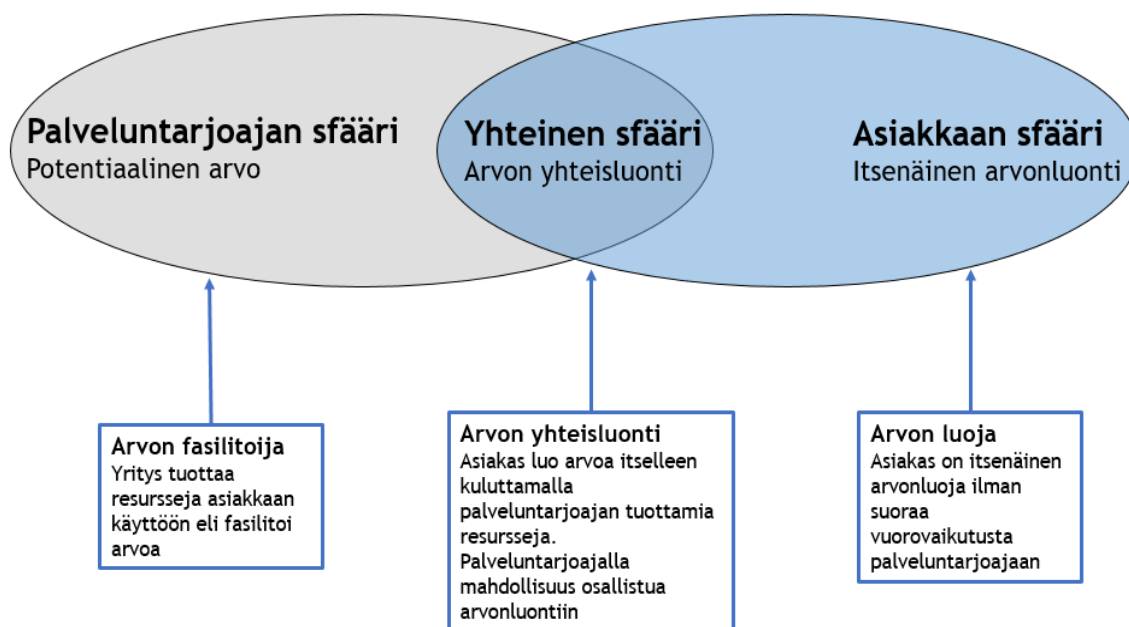 Palveluntarjoajan sfääri
Potentiaalinen arvo
Yhteinen sfääri
Arvon yhteisluonti
Asiakkaan sfääri
Itsenäinen arvonluonti
Arvon fasilitoija
Yritys tuottaa
resursseja asiakkaan
käyttöön eli fasilitoi
arvoa
Arvon yhteisluonti
Asiakas luo arvoa itselleen
kuluttamalla
palveluntarjoajan tuottamia
resursseja.
Palveluntarjoajalla
mahdollisuus osallistua
arvonluontiin
Arvon luoja
Asiakas on itsenäinen
arvonluoja ilman
suoraa
vuorovaikutusta
palveluntarjoajaan